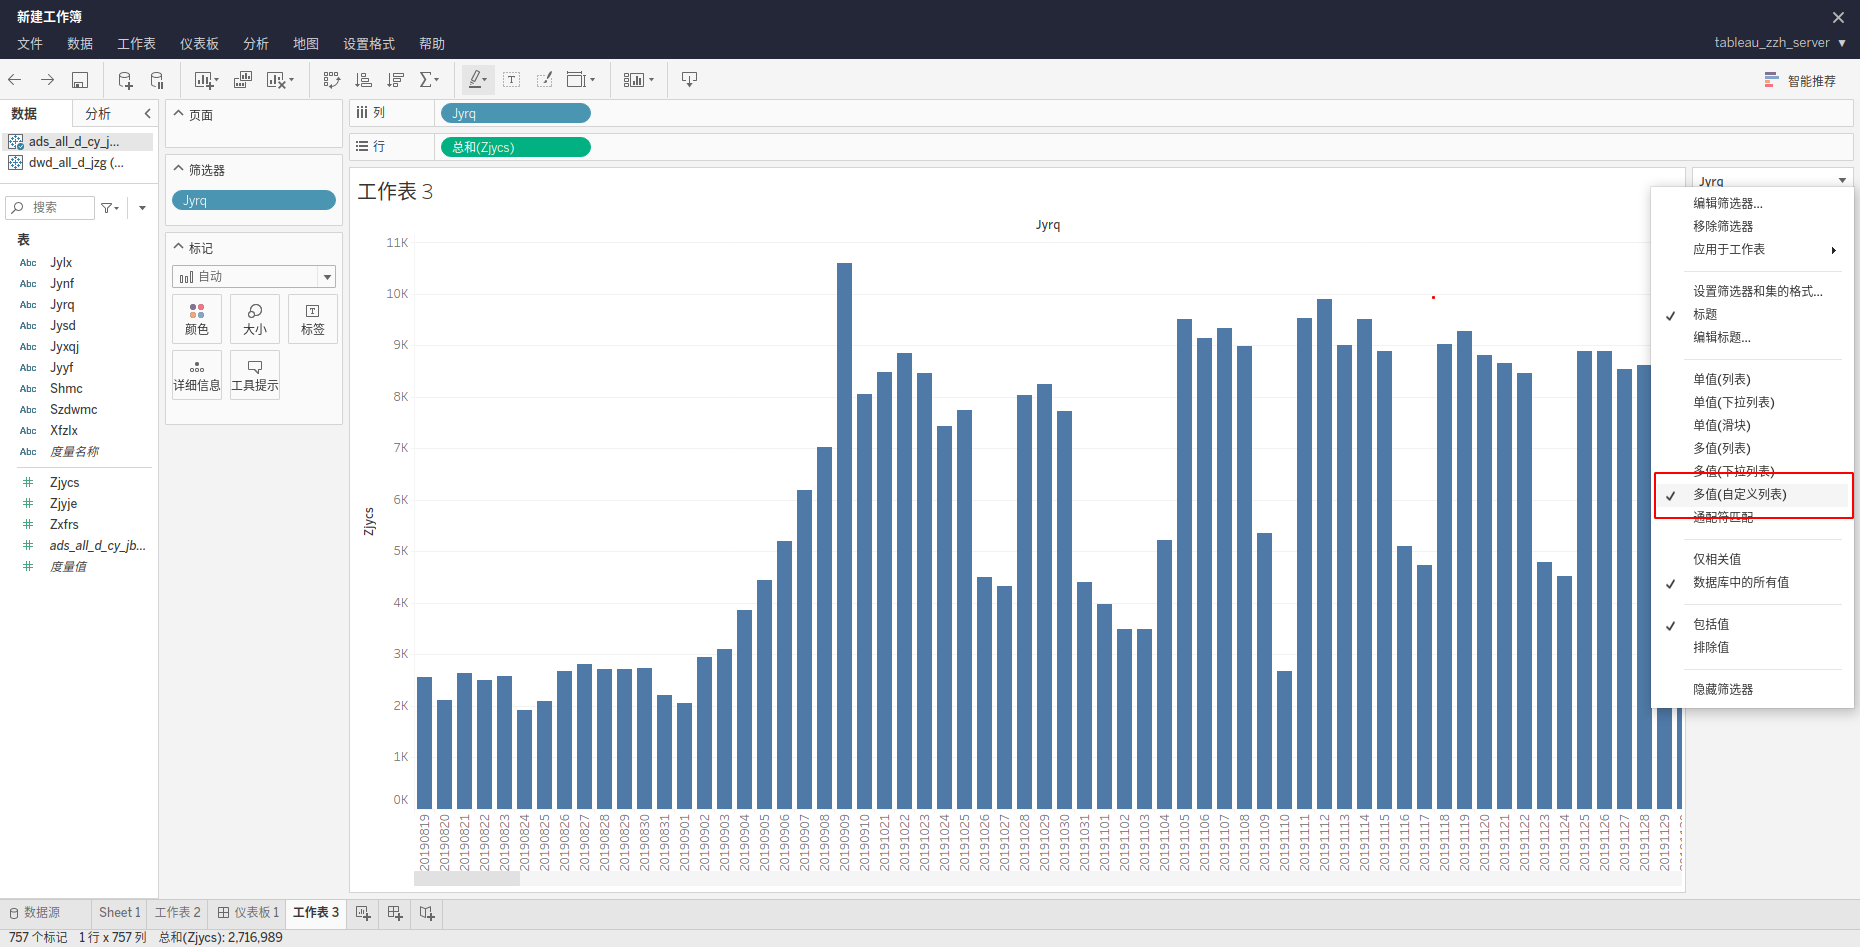 新建工作簿
文件 数据 工作表 仪表板 分析 地图 设置格式 帮助
tableau_zzh_server
智能推荐
数据 分析
ads_all_d_cy_j...
dwd_all_d_jzg (...
搜索
表
Abc Jylx
Abc Jynf
Abc Jyrq
Abc Jysd
Abc Jyxqj
Abc Jyyf
Abc Shmc
Abc Szdwmc
Abc Xfzlx
Abc 度量名称
Zjycs
Zjyje
Zxfrs
ads_all_d_cy_jb...
度量值
页面
筛选器
Jyrq
标记
自动
颜色 大小 标签
详细信息 工具提示
列 Jyrq
行 总和(Zjycs)
工作表 3
Jyrq
Zjycs
11K
10K
9K
8K
7K
6K
5K
4K
3K
2K
1K
0K
20190819
20190820
20190821
20190822
20190823
20190824
20190825
20190826
20190827
20190828
20190829
20190830
20190831
20190901
20190902
20190903
20190904
20190905
20190906
20190907
20190908
20190909
20190910
20191021
20191022
20191023
20191024
20191025
20191026
20191027
20191028
20191029
20191030
20191031
20191101
20191102
20191103
20191104
20191105
20191106
20191107
20191108
20191109
20191110
20191111
20191112
20191113
20191114
20191115
20191116
20191117
20191118
20191119
20191120
20191121
20191122
20191123
20191124
20191125
20191126
20191127
20191128
20191129
Jyrq
编辑筛选器...
移除筛选器
应用于工作表
设置筛选器和集的格式...
标题
编辑标题...
单值(列表)
单值(下拉列表)
单值(滑块)
多值(列表)
多值(下拉列表)
多值(自定义列表)
通配符匹配
仅相关值
数据库中的所有值
包括值
排除值
隐藏筛选器
数据源 Sheet 1 工作表 2 仪表板 1 工作表 3
757 个标记 1 行 x 757 列 总和(Zjycs): 2,716,989